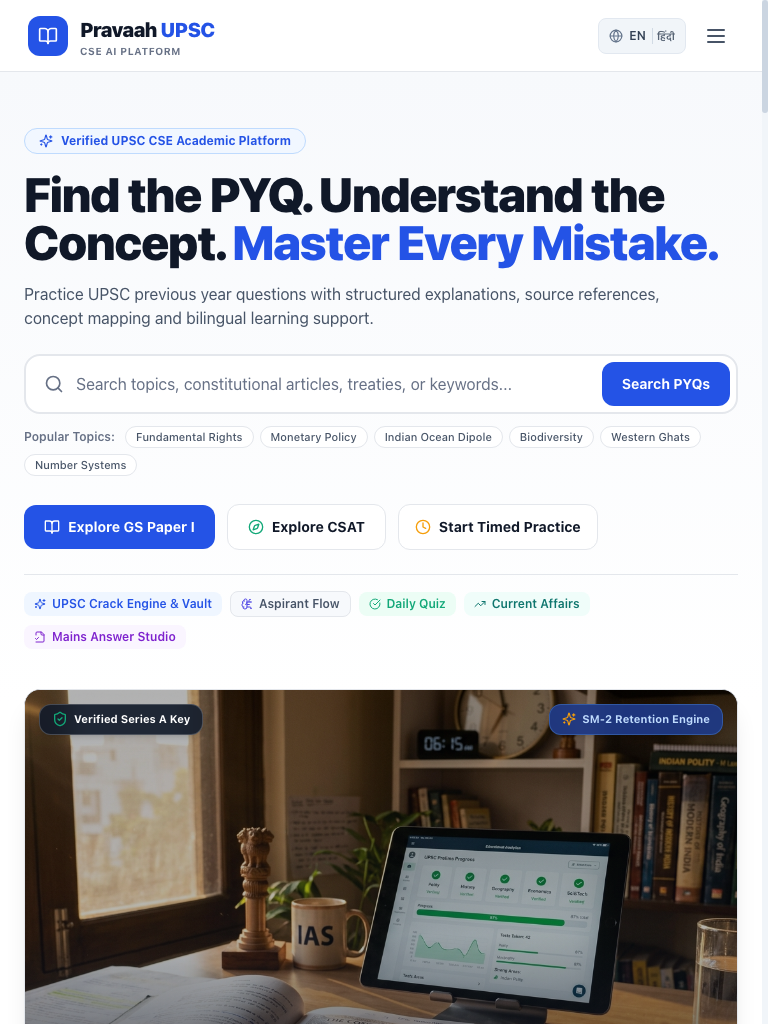 Pravaah UPSC
CSE AI PLATFORM
EN | हिंदी
Verified UPSC CSE Academic Platform
Find the PYQ. Understand the
Concept. Master Every Mistake.
Practice UPSC previous year questions with structured explanations, source references,
concept mapping and bilingual learning support.
Search topics, constitutional articles, treaties, or keywords...
Search PYQs
Popular Topics:
Fundamental Rights
Monetary Policy
Indian Ocean Dipole
Biodiversity
Western Ghats
Number Systems
Explore GS Paper I
Explore CSAT
Start Timed Practice
UPSC Crack Engine & Vault
Aspirant Flow
Daily Quiz
Current Affairs
Mains Answer Studio
Verified Series A Key
SM-2 Retention Engine
06:15
INDIAN POLITY
MODERN INDIA
Geography of India
UPSC Prelims Progress
IAS